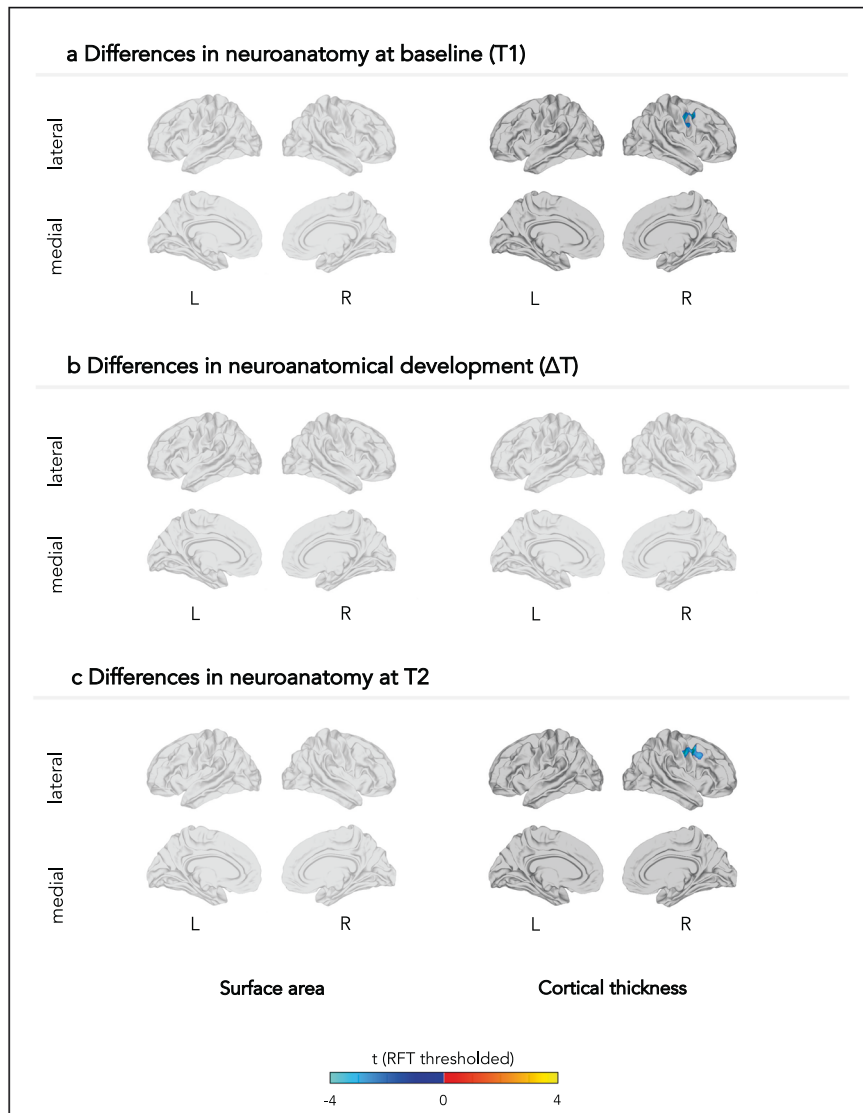 a Differences in neuroanatomy at baseline (T1)
lateral
medial
L R L R
b Differences in neuroanatomical development (ΔT)
lateral
medial
L R L R
c Differences in neuroanatomy at T2
lateral
medial
L R L R
Surface area Cortical thickness
t (RFT thresholded)
-4 0 4